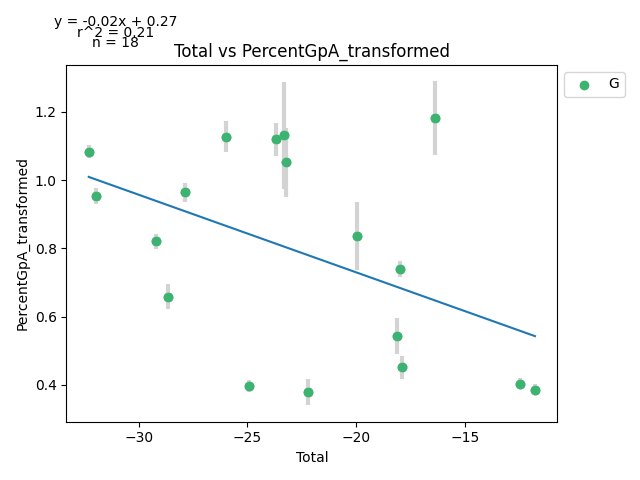 y = -0.02x + 0.27
r^2 = 0.21
n = 18
Total vs PercentGpA_transformed
G
PercentGpA_transformed
1.2
1.0
0.8
0.6
0.4
−30
−25
−20
−15
Total